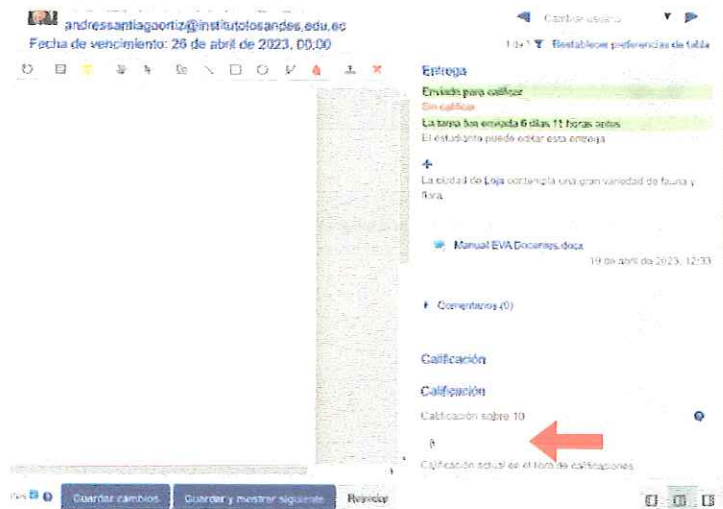 andressantiagoortiz@institutolosandes.edu.ec
Fecha de vencimiento: 26 de abril de 2023, 00:00
Cambiar usuario
1 de 1 Restablecer preferencias de tabla
Entrega
Enviado para calificar
Sin calificar
La tarea fue enviada 6 días 11 horas antes
El estudiante puede editar esta entrega
La ciudad de Loja contempla una gran variedad de fauna y
flora.
Manual EVA Docentes.docx
19 de abril de 2023, 12:33
Comentarios (0)
Calificación
Calificación
Calificación sobre 10
Calificación actual en el libro de calificaciones
Guardar cambios
Guardar y mostrar siguiente
Reiniciar